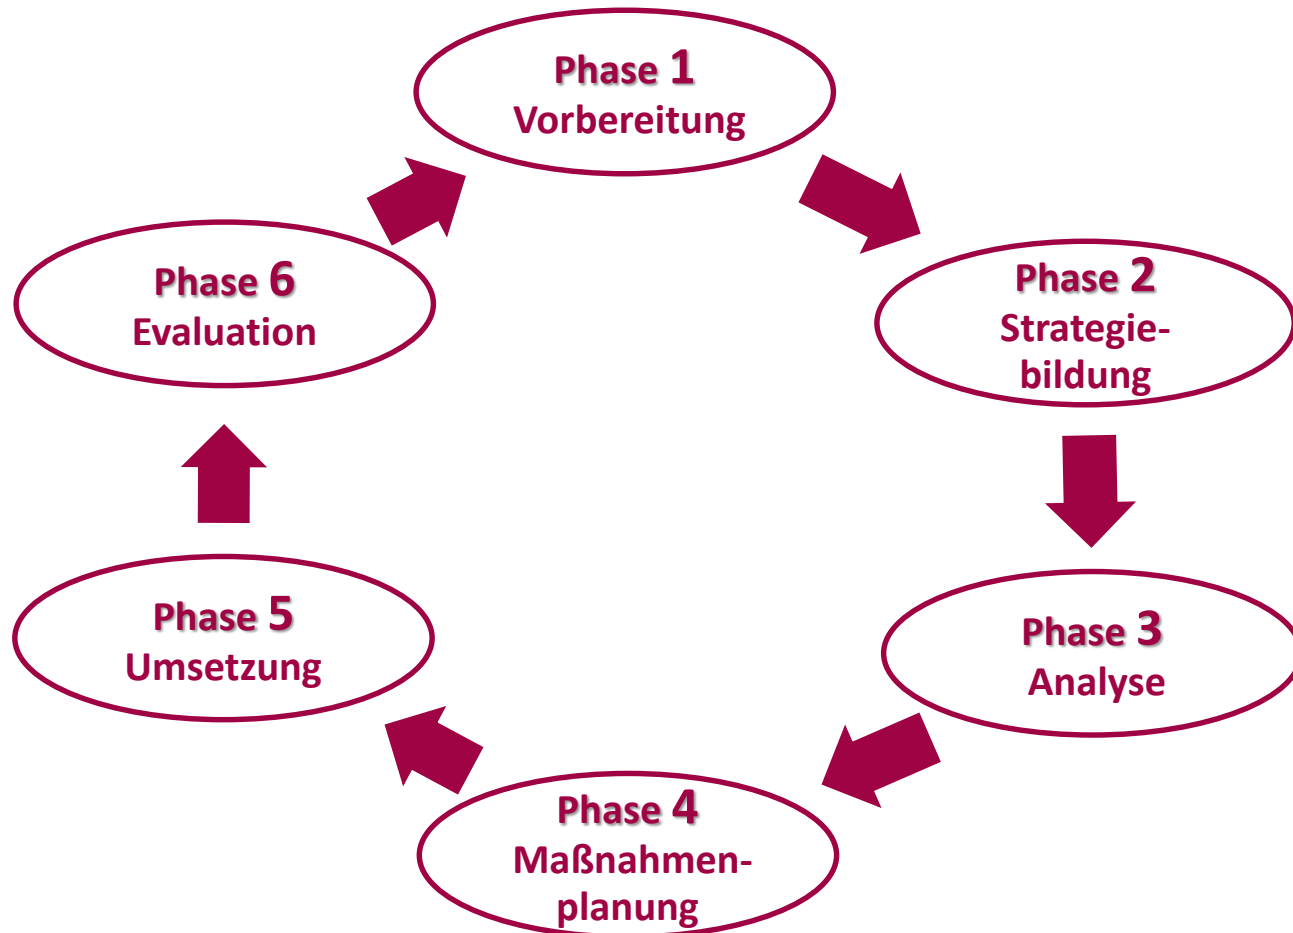 Phase 1
Vorbereitung
Phase 2
Strategie-
bildung
Phase 3
Analyse
Phase 4
Maßnahmen-
planung
Phase 5
Umsetzung
Phase 6
Evaluation